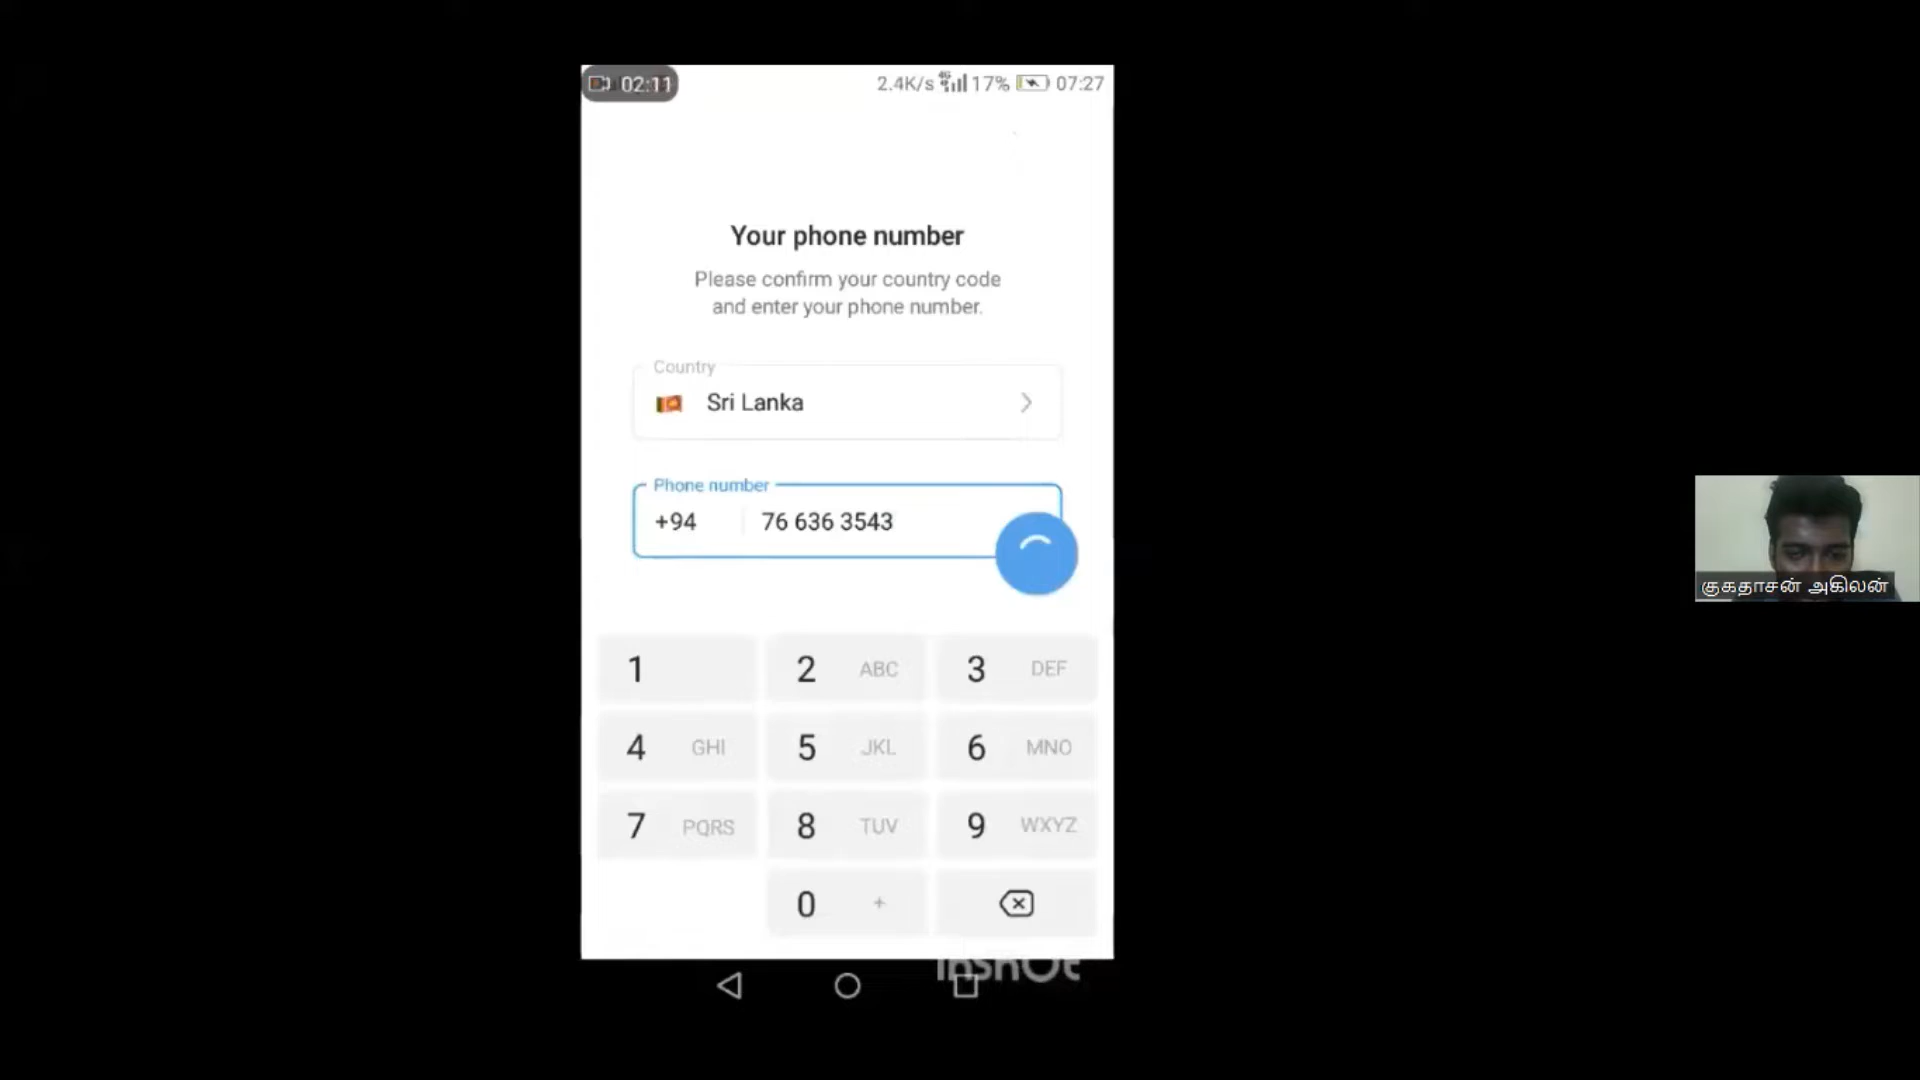 02:11 2.4K/s 4G 17% 07:27
Your phone number
Please confirm your country code
and enter your phone number.
Country
Sri Lanka
Phone number
+94 76 636 3543
1 2 ABC 3 DEF
4 GHI 5 JKL 6 MNO
7 PQRS 8 TUV 9 WXYZ
0 +
InShOt
குகதாசன் அகிலன்